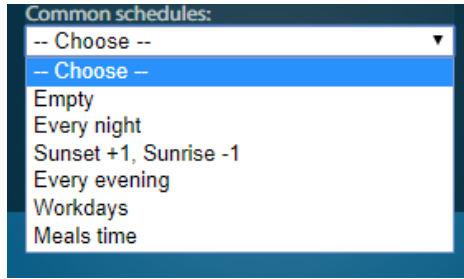 Common schedules:
-- Choose --
-- Choose --
Empty
Every night
Sunset +1, Sunrise -1
Every evening
Workdays
Meals time